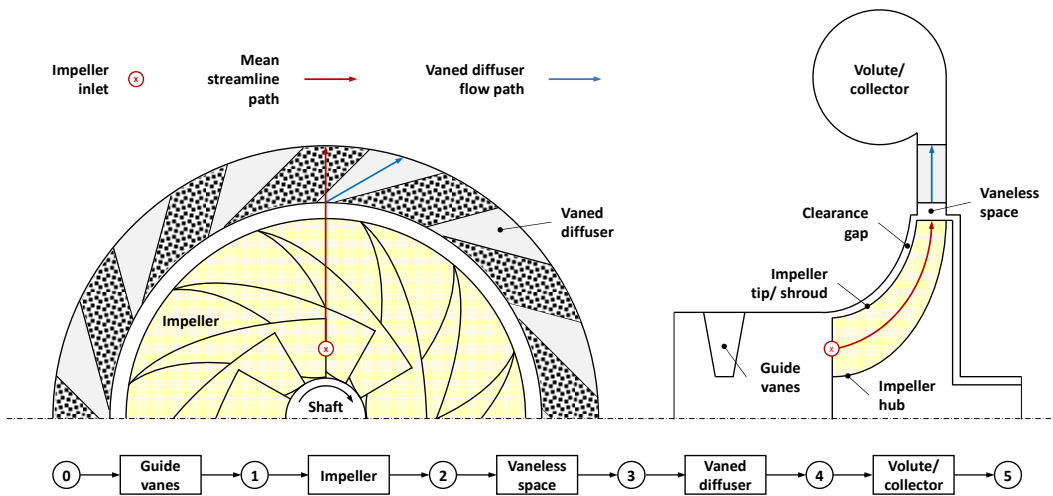 Impeller
inlet
x
Mean
streamline
path
Vaned diffuser
flow path
Volute/
collector
Vaned
diffuser
Clearance
gap
Vaneless
space
Impeller
tip/ shroud
Impeller
x
x
Guide
vanes
Impeller
hub
Shaft
0
Guide
vanes
1
Impeller
2
Vaneless
space
3
Vaned
diffuser
4
Volute/
collector
5